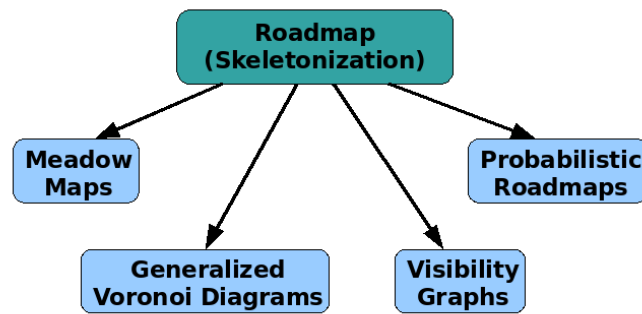 Roadmap
(Skeletonization)
Meadow
Maps
Probabilistic
Roadmaps
Generalized
Voronoi Diagrams
Visibility
Graphs